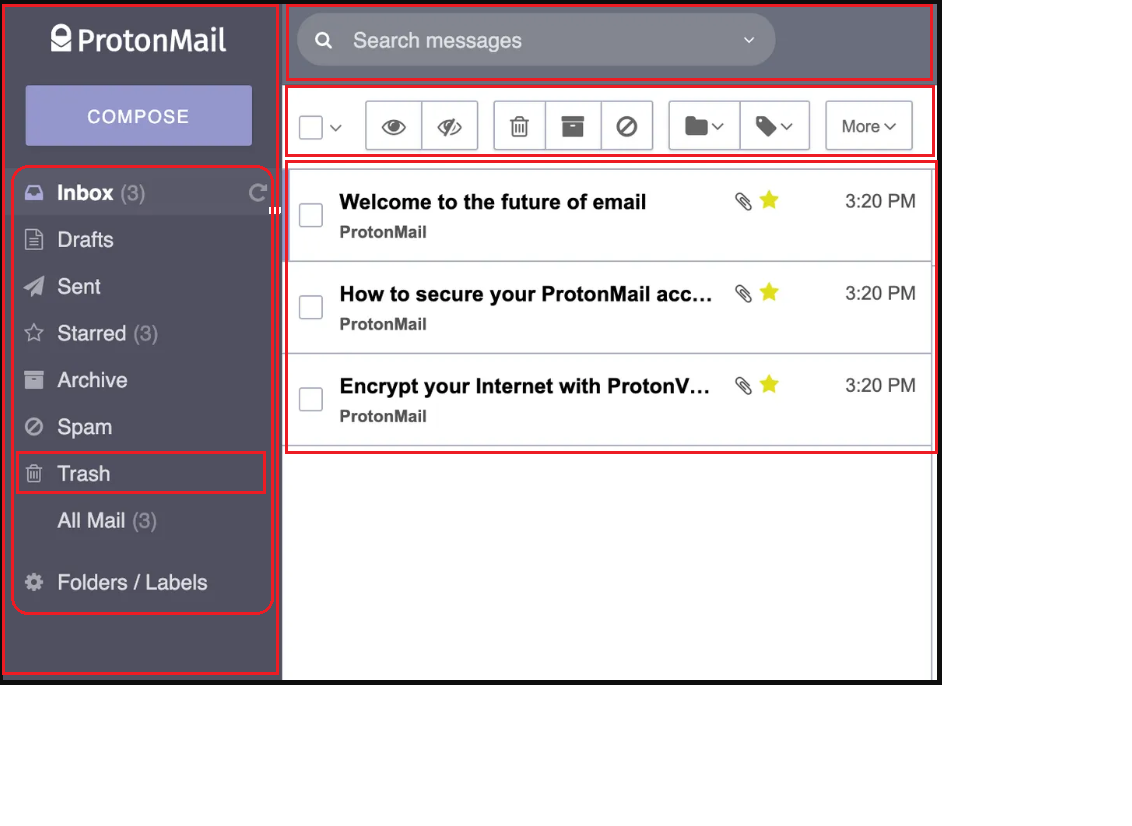 ProtonMail
COMPOSE
Inbox (3)
Drafts
Sent
Starred (3)
Archive
Spam
Trash
All Mail (3)
Folders / Labels
Search messages
More
Welcome to the future of email 3:20 PM
ProtonMail
How to secure your ProtonMail acc... 3:20 PM
ProtonMail
Encrypt your Internet with ProtonV... 3:20 PM
ProtonMail